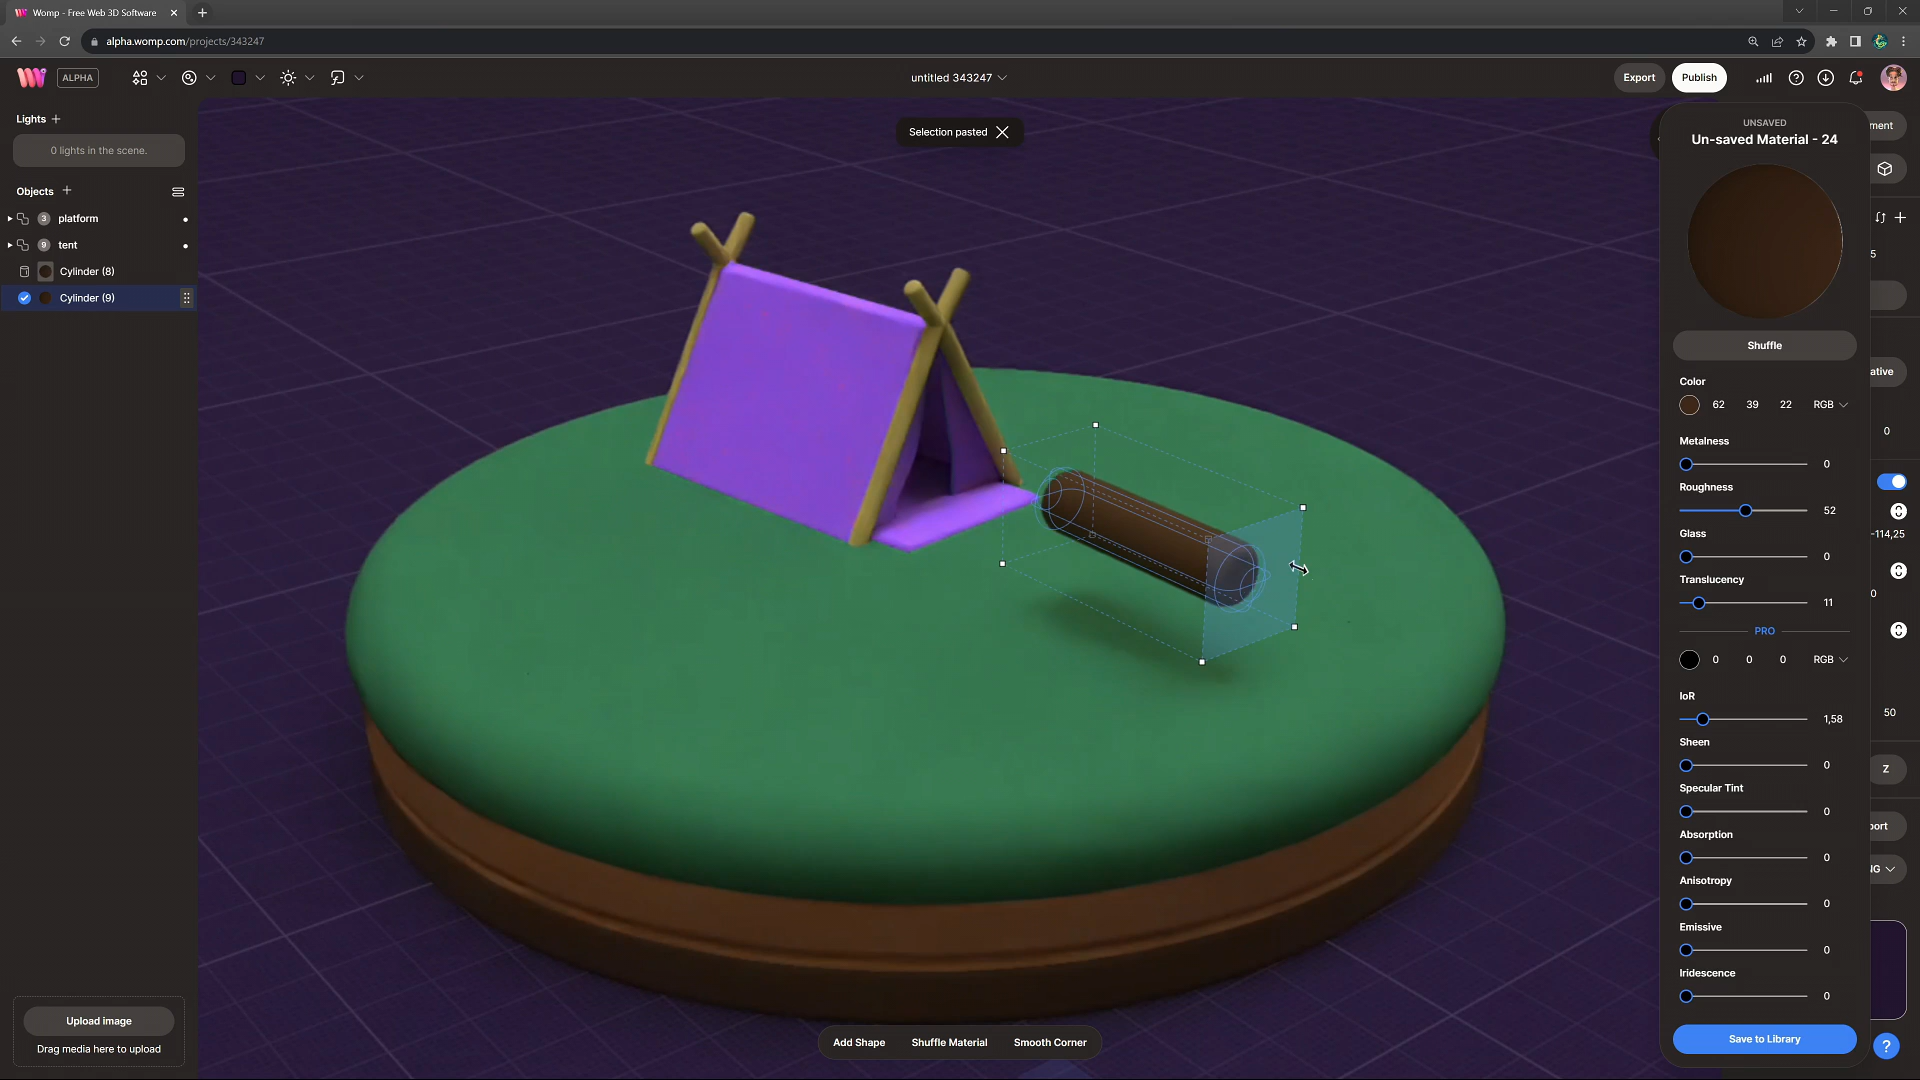 Womp - Free Web 3D Software
alpha.womp.com/projects/343247
ALPHA
untitled 343247
Export
Publish
Lights
0 lights in the scene.
Objects
3 platform
9 tent
Cylinder (8)
Cylinder (9)
Upload image
Drag media here to upload
Selection pasted
Add Shape
Shuffle Material
Smooth Corner
UNSAVED
Un-saved Material - 24
Shuffle
Color
62 39 22 RGB
Metalness
0
Roughness
52
Glass
0
Translucency
11
PRO
0 0 0 RGB
IoR
1,58
Sheen
0
Specular Tint
0
Absorption
0
Anisotropy
0
Emissive
0
Iridescence
0
Save to Library
ment
5
ative
0
-114,25
0
50
Z
port
NG
?